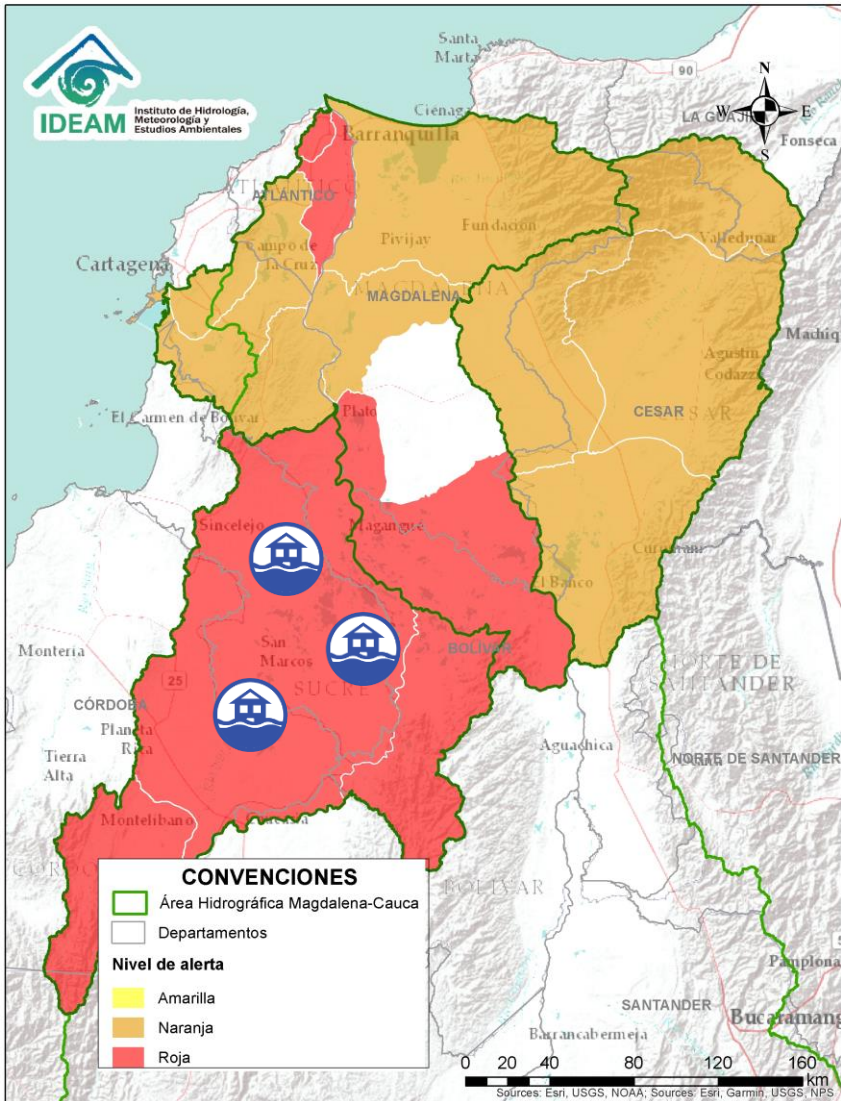 IDEAM
Instituto de Hidrología,
Meteorología y
Estudios Ambientales
Santa
Marta
90
N
W
E
S
Ciénaga
LA GUAJIRA
Fonseca
Barranquilla
ATLÁNTICO
Fundación
Valledupar
Pivijay
Campo de
la Cruz
Cartagena
MAGDALENA
Machiq
Agustín
Codazzi
El Carmen de Bolívar
Plato
CESAR
Sincelejo
Magangué
Curumaní
El Banco
Montería
San
Marcos
BOLÍVAR
SUCRE
NORTE DE
SANTANDER
25
CÓRDOBA
Planeta
Rica
Aguachica
Tierra
Alta
NORTE DE SANTANDER
Montelíbano
Caucasia
BOLÍVAR
CONVENCIONES
Área Hidrográfica Magdalena-Cauca
Departamentos
Nivel de alerta
Amarilla
Naranja
Roja
Pamplona
SANTANDER
Bucaramang
Barrancabermeja
0 20 40 80 120 160
KM
Sources: Esri, USGS, NOAA; Sources: Esri, Garmin, USGS, NPS